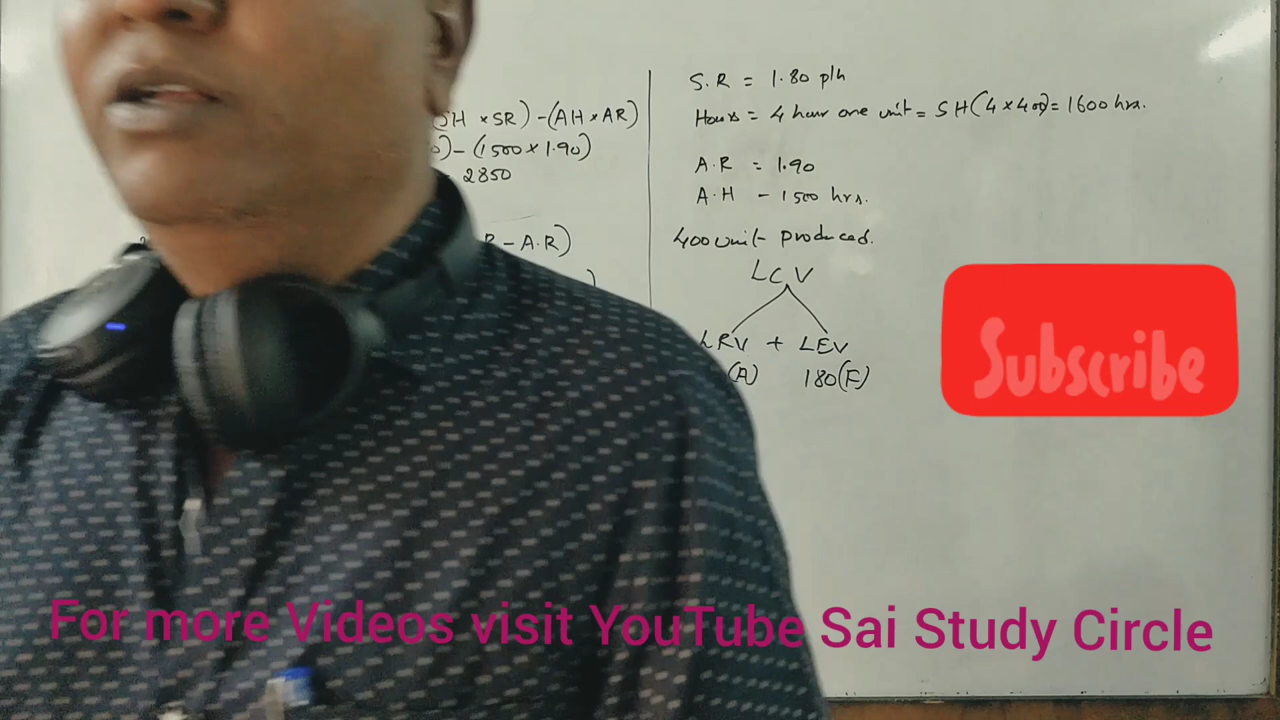 H × SR) - (AH × AR)
) - (1500 × 1.90)
2850
R - A.R)
)
S.R = 1.80 p/h
Hours = 4 hour one unit = SH(4×400) = 1600 hrs.
A.R = 1.90
A.H - 1500 hrs.
400 unit produced.
LCV
LRV + LEV
(A) 180(F)
Subscribe
For more Videos visit YouTube Sai Study Circle